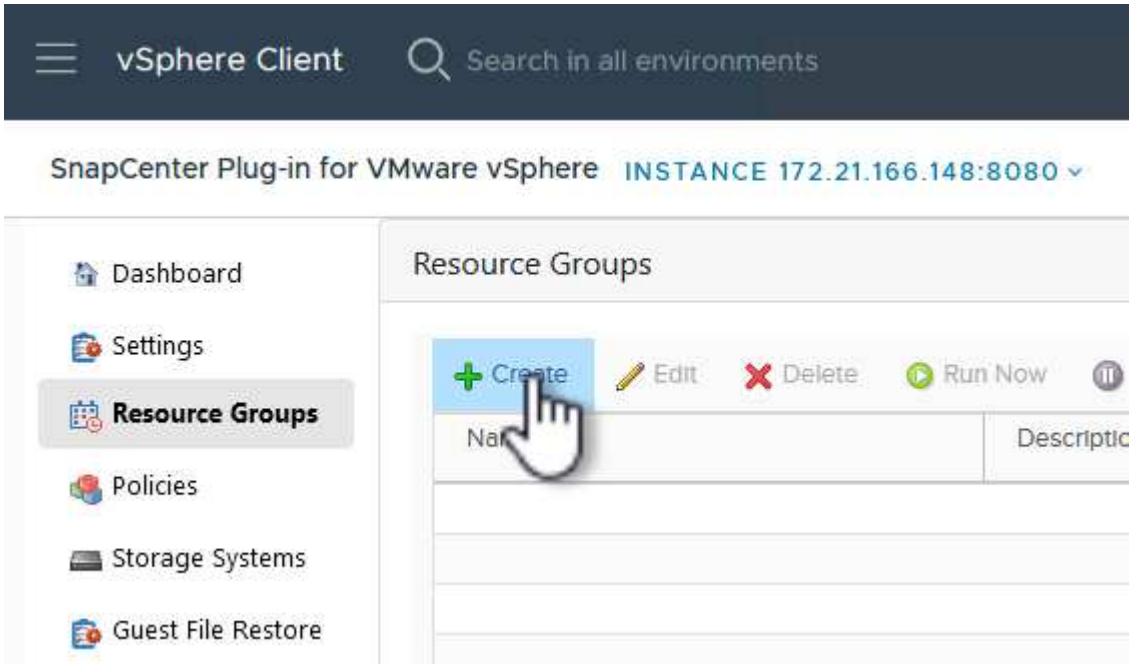 vSphere Client Search in all environments
SnapCenter Plug-in for VMware vSphere INSTANCE 172.21.166.148:8080
Dashboard
Settings
Resource Groups
Policies
Storage Systems
Guest File Restore
Resource Groups
Create Edit Delete Run Now